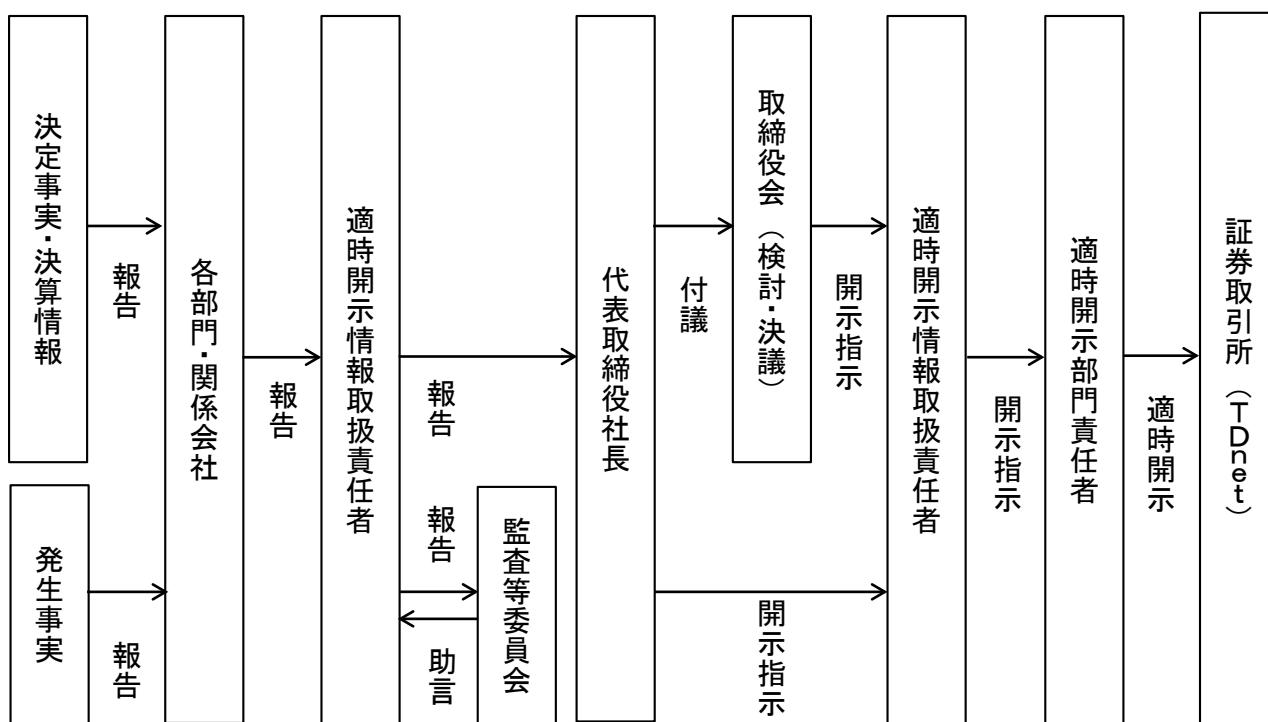 決定事実・決算情報
報告
発生事実
報告
各部門・関係会社
報告
適時開示情報取扱責任者
報告
報告
助言
監査等委員会
代表取締役社長
付議
取締役会（検討・決議）
開示指示
開示指示
適時開示情報取扱責任者
開示指示
適時開示部門責任者
適時開示
証券取引所（TDnet）